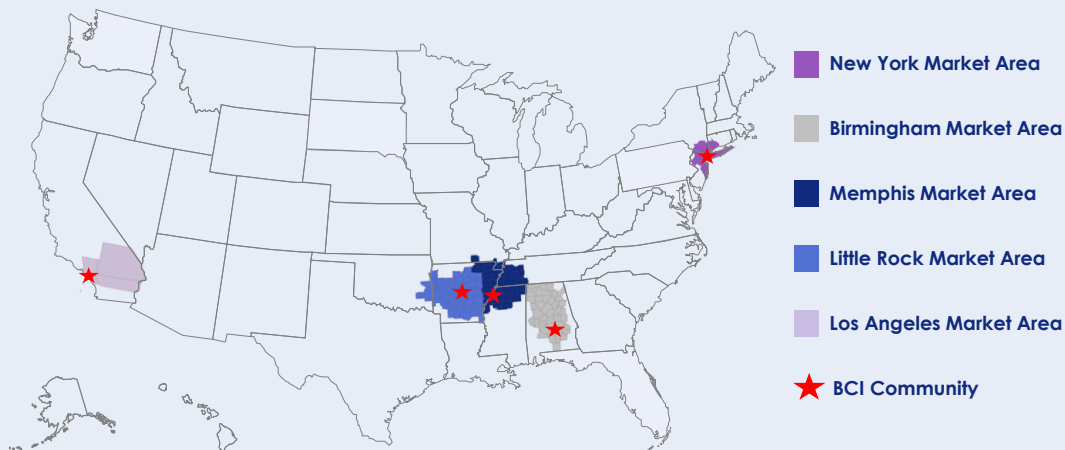 New York Market Area
Birmingham Market Area
Memphis Market Area
Little Rock Market Area
Los Angeles Market Area
BCI Community